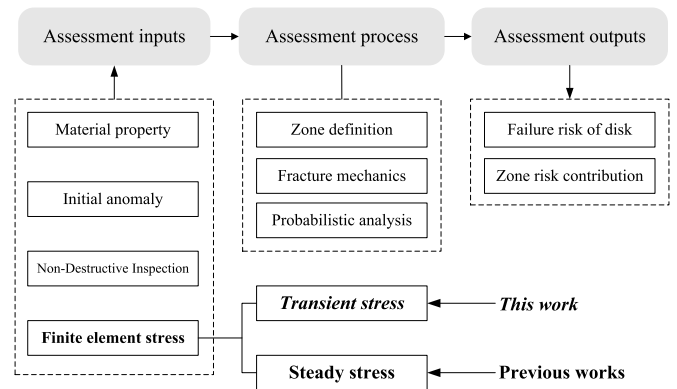 Assessment inputs
Assessment process
Assessment outputs
Material property
Initial anomaly
Non-Destructive Inspection
Finite element stress
Zone definition
Fracture mechanics
Probabilistic analysis
Failure risk of disk
Zone risk contribution
Transient stress
This work
Steady stress
Previous works